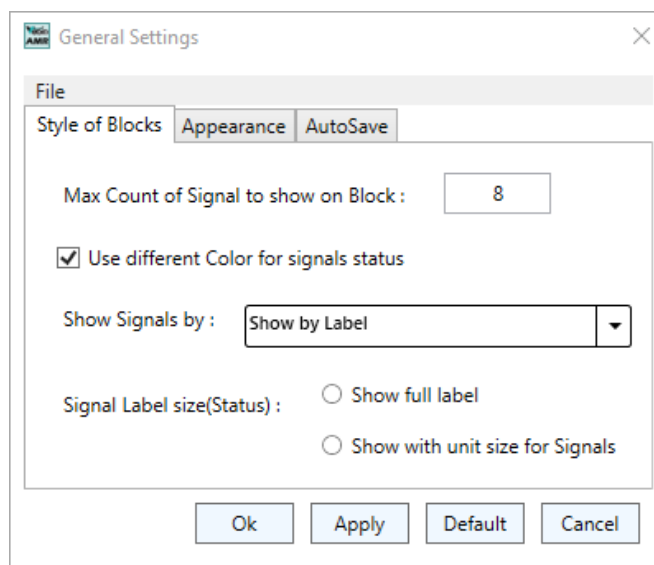 General Settings
File
Style of Blocks Appearance AutoSave
Max Count of Signal to show on Block : 8
Use different Color for signals status
Show Signals by : Show by Label
Signal Label size(Status) : Show full label
Show with unit size for Signals
Ok Apply Default Cancel